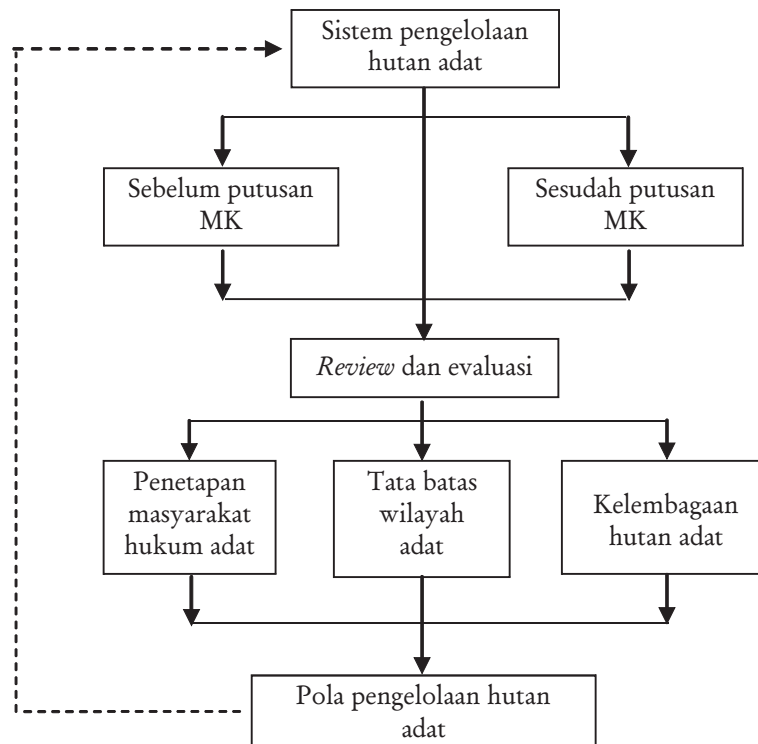 Sistem pengelolaan
hutan adat
Sebelum putusan
MK
Sesudah putusan
MK
Review dan evaluasi
Penetapan
masyarakat
hukum adat
Tata batas
wilayah
adat
Kelembagaan
hutan adat
Pola pengelolaan hutan
adat